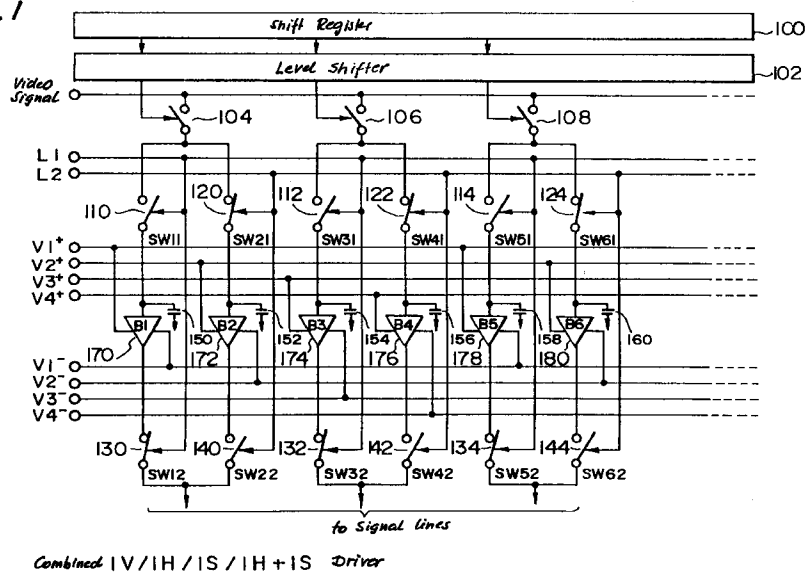 .1
Shift Register
100
Level Shifter
102
Video
Signal
104
106
108
L1
L2
110
120
112
122
114
124
SW11
SW21
SW31
SW41
SW51
SW61
V1+
V2+
V3+
V4+
B1
B2
B3
B4
B5
B6
150
152
154
156
158
160
170
172
174
176
178
180
V1-
V2-
V3-
V4-
130
140
132
142
134
144
SW12
SW22
SW32
SW42
SW52
SW62
to Signal lines
Combined 1V/1H/1S/1H+1S Driver